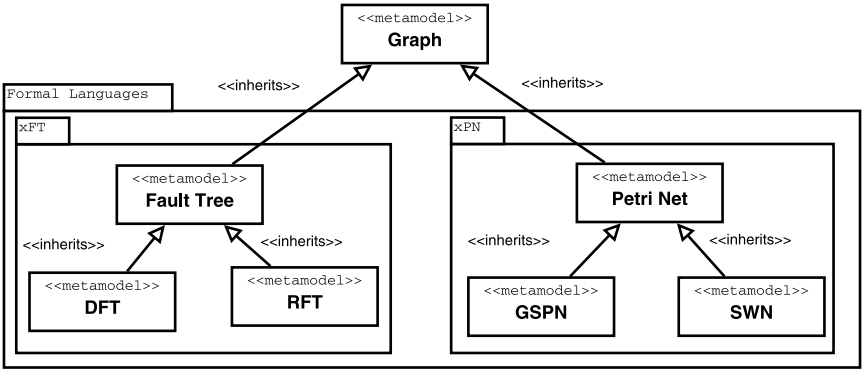 <<metamodel>>
Graph
<<inherits>>
<<inherits>>
Formal Languages
xFT
xPN
<<metamodel>>
Fault Tree
<<metamodel>>
Petri Net
<<inherits>>
<<inherits>>
<<inherits>>
<<inherits>>
<<metamodel>>
DFT
<<metamodel>>
RFT
<<metamodel>>
GSPN
<<metamodel>>
SWN